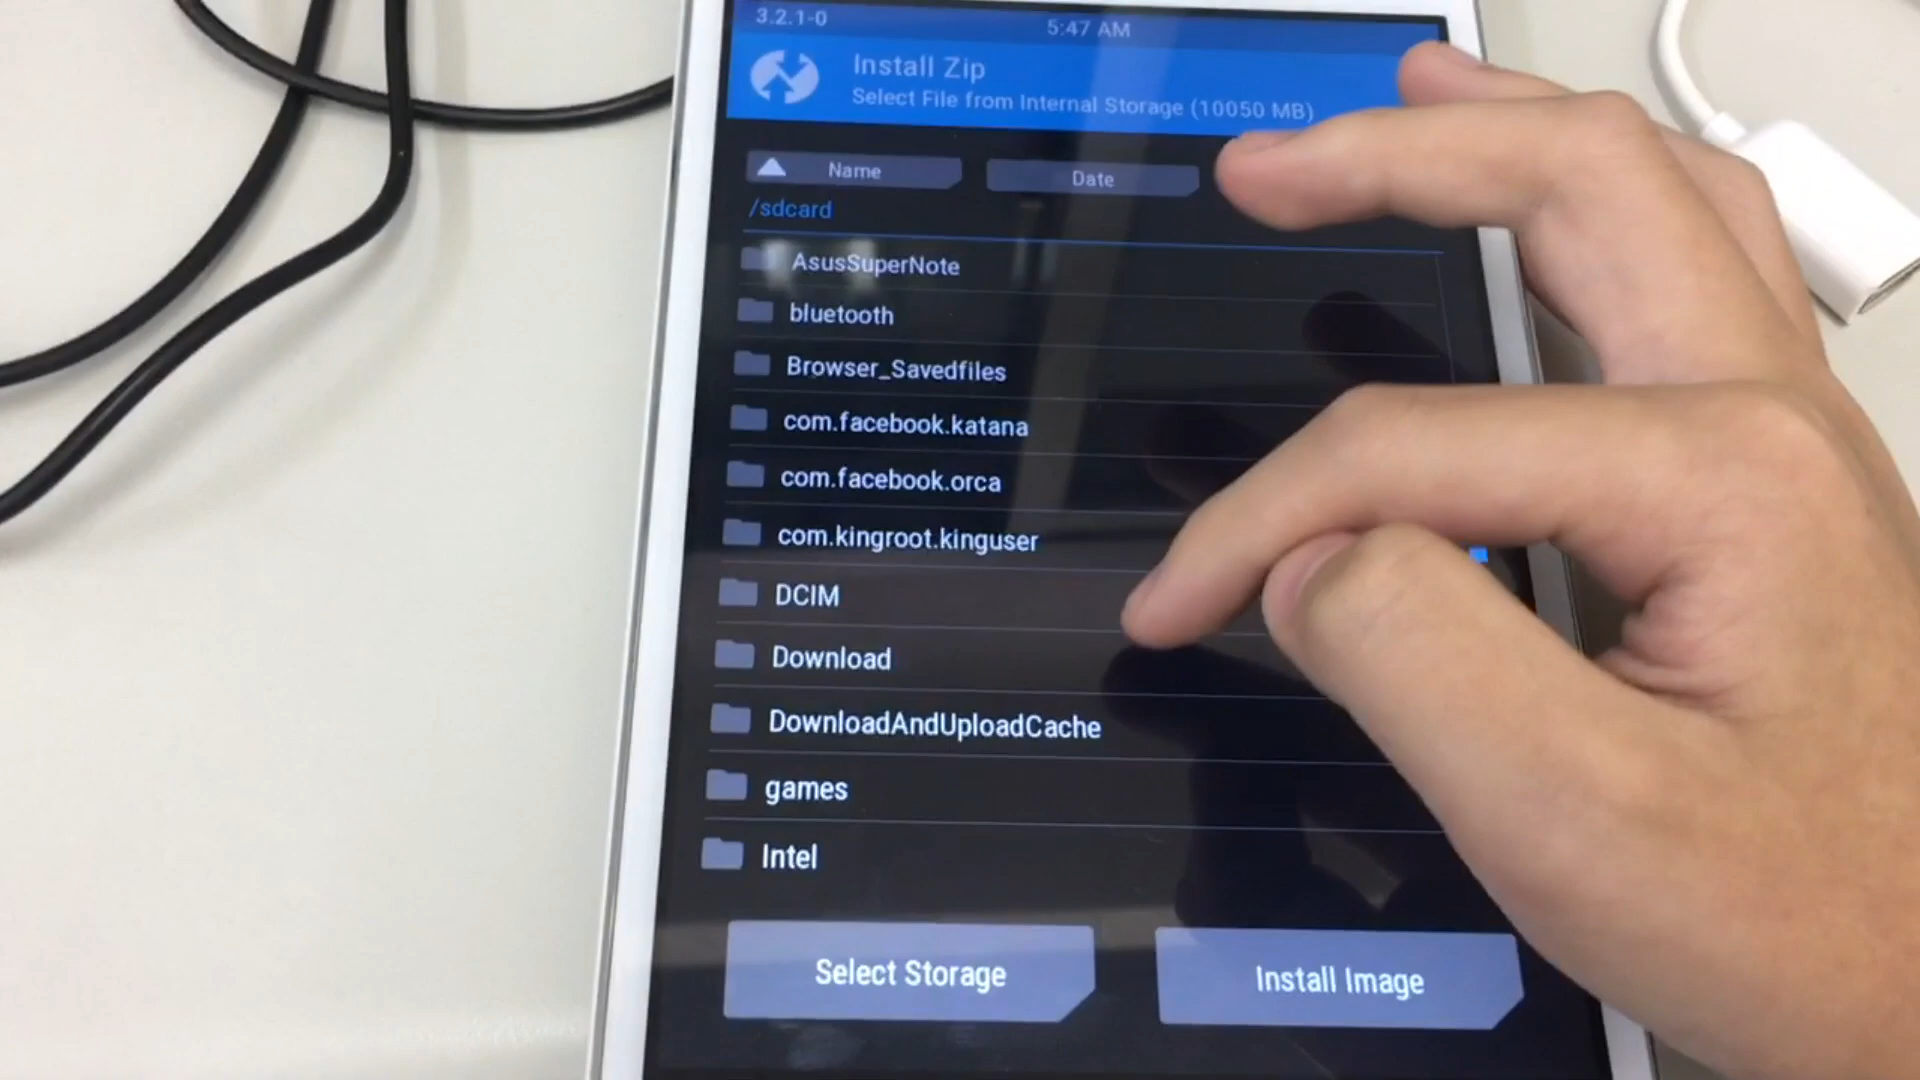 3.2.1-0
5:47 AM
Install Zip
Select File from Internal Storage (10050 MB)
Name
Date
/sdcard
AsusSuperNote
bluetooth
Browser_Savedfiles
com.facebook.katana
com.facebook.orca
com.kingroot.kinguser
DCIM
Download
DownloadAndUploadCache
games
Intel
Select Storage
Install Image